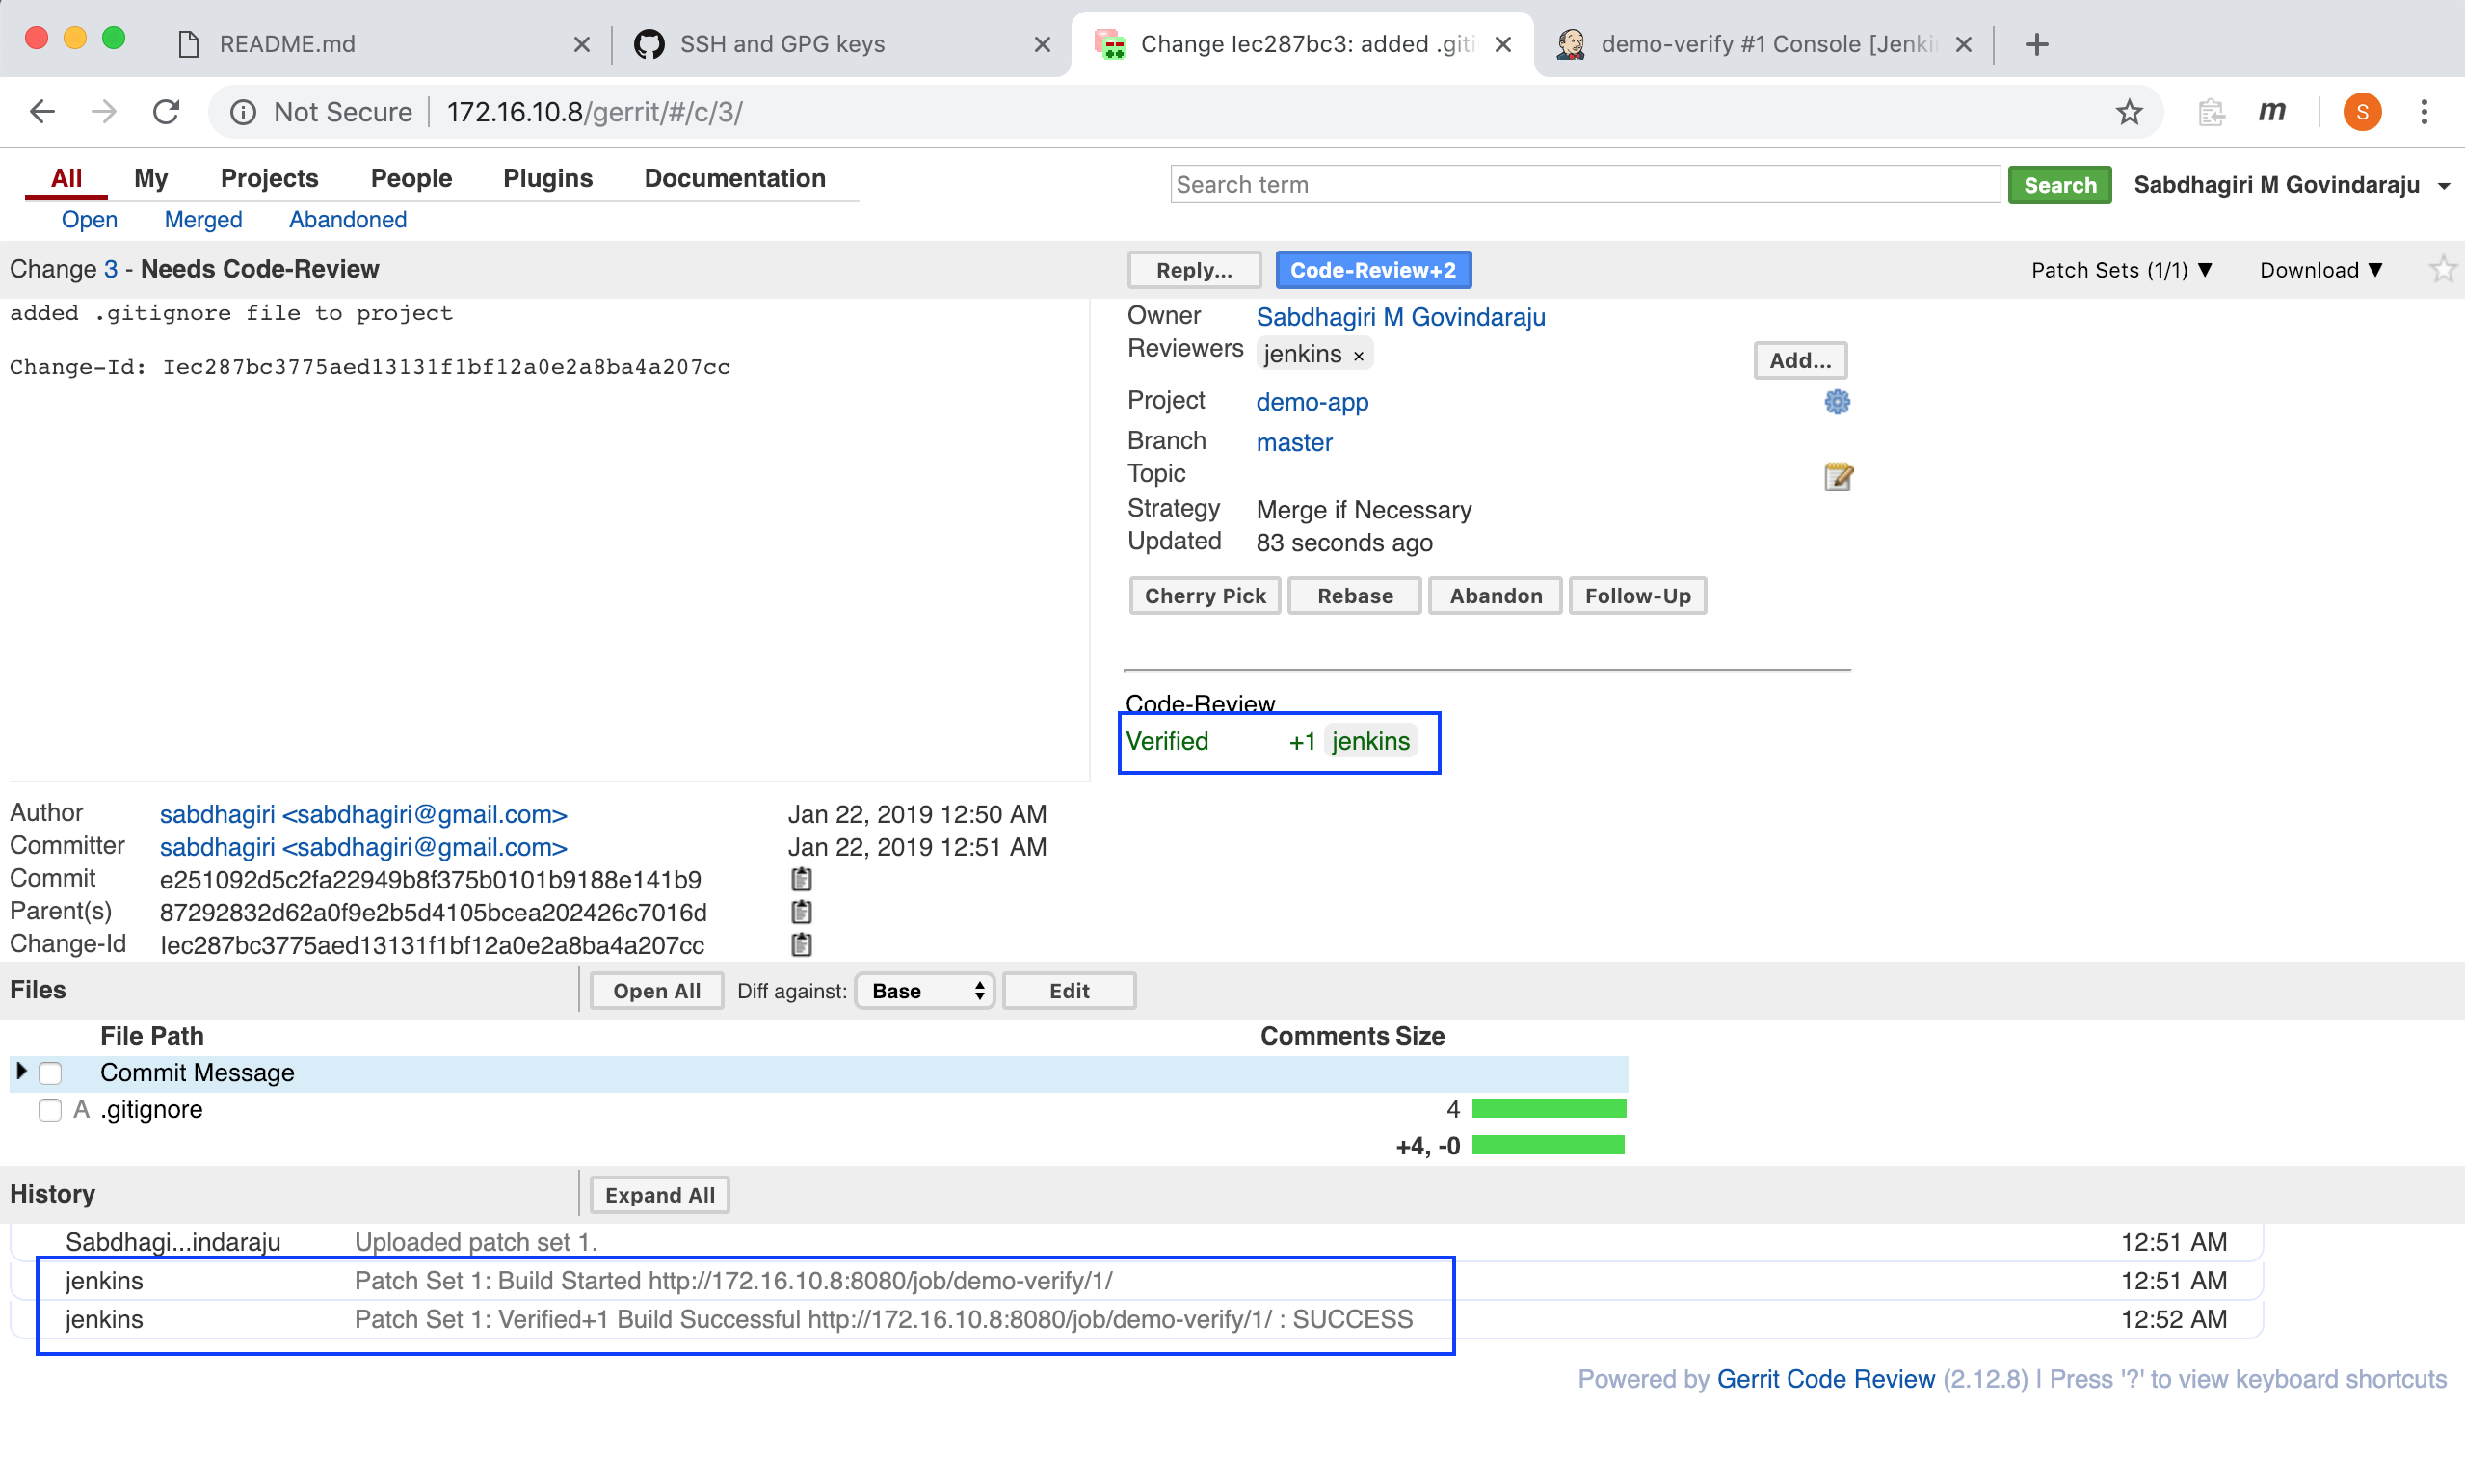 README.md
SSH and GPG keys
Change Iec287bc3: added .giti
demo-verify #1 Console [Jenki
Not Secure 172.16.10.8/gerrit/#/c/3/
m
S
All My Projects People Plugins Documentation
Search term
Search
Sabdhagiri M Govindaraju
Open Merged Abandoned
Change 3 - Needs Code-Review
Reply...
Code-Review+2
Patch Sets (1/1) ▼
Download ▼
added .gitignore file to project
Change-Id: Iec287bc3775aed13131f1bf12a0e2a8ba4a207cc
Owner Sabdhagiri M Govindaraju
Reviewers jenkins ×
Add...
Project demo-app
Branch master
Topic
Strategy Merge if Necessary
Updated 83 seconds ago
Cherry Pick Rebase Abandon Follow-Up
Code-Review
Verified +1 jenkins
Author sabdhagiri <sabdhagiri@gmail.com> Jan 22, 2019 12:50 AM
Committer sabdhagiri <sabdhagiri@gmail.com> Jan 22, 2019 12:51 AM
Commit e251092d5c2fa22949b8f375b0101b9188e141b9
Parent(s) 87292832d62a0f9e2b5d4105bcea202426c7016d
Change-Id Iec287bc3775aed13131f1bf12a0e2a8ba4a207cc
Files Open All Diff against: Base Edit
File Path Comments Size
Commit Message
A .gitignore 4
+4, -0
History Expand All
Sabdhagi...indaraju Uploaded patch set 1. 12:51 AM
jenkins Patch Set 1: Build Started http://172.16.10.8:8080/job/demo-verify/1/ 12:51 AM
jenkins Patch Set 1: Verified+1 Build Successful http://172.16.10.8:8080/job/demo-verify/1/ : SUCCESS 12:52 AM
Powered by Gerrit Code Review (2.12.8) | Press '?' to view keyboard shortcuts